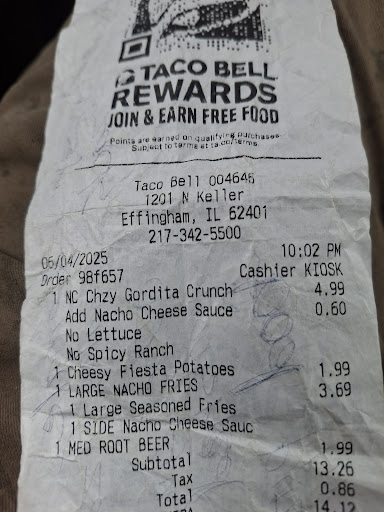 TACO BELL
REWARDS
JOIN & EARN FREE FOOD
Points are earned on qualifying purchases.
Subject to terms at ta.co/terms.
Taco Bell 004646
1201 N Keller
Effingham, IL 62401
217-342-5500
06/04/2025 10:02 PM
Order 98f657 Cashier KIOSK
1 NC Chzy Gordita Crunch 4.99
Add Nacho Cheese Sauce 0.60
No Lettuce
No Spicy Ranch
1 Cheesy Fiesta Potatoes 1.99
1 LARGE NACHO FRIES 3.69
1 Large Seasoned Fries
1 SIDE Nacho Cheese Sauc
1 MED ROOT BEER 1.99
Subtotal 13.26
Tax 0.86
Total 14.12